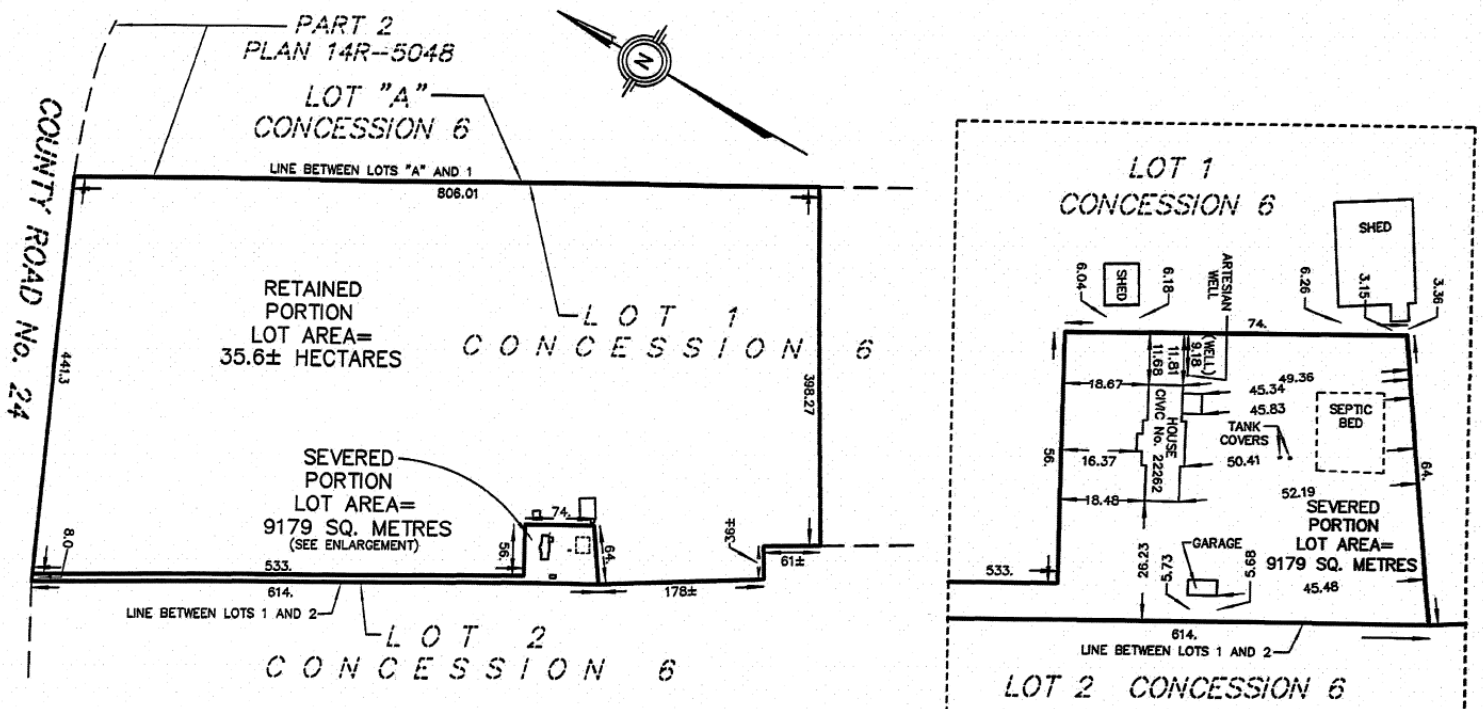 PART 2
PLAN 14R--5048
LOT "A"
CONCESSION 6
LINE BETWEEN LOTS "A" AND 1
806.01
N
COUNTY ROAD No. 24
441.3
RETAINED
PORTION
LOT AREA=
35.6± HECTARES
LOT 1
CONCESSION 6
398.27
SEVERED
PORTION
LOT AREA=
9179 SQ. METRES
(SEE ENLARGEMENT)
74.
56.
64.
36±
61±
8.0
533.
614.
178±
LINE BETWEEN LOTS 1 AND 2
LOT 2
CONCESSION 6
LOT 1
CONCESSION 6
SHED
6.04
SHED
6.18
ARTESIAN
WELL
6.26
3.15
3.36
74.
(WELL)
9.18
11.81
11.68
18.67
49.36
45.34
45.83
SEPTIC
BED
TANK
COVERS
HOUSE
CIVIC No. 22262
56.
16.37
50.41
64.
18.48
52.19
SEVERED
PORTION
LOT AREA=
9179 SQ. METRES
GARAGE
26.23
5.73
5.68
45.48
533.
614.
LINE BETWEEN LOTS 1 AND 2
LOT 2 CONCESSION 6